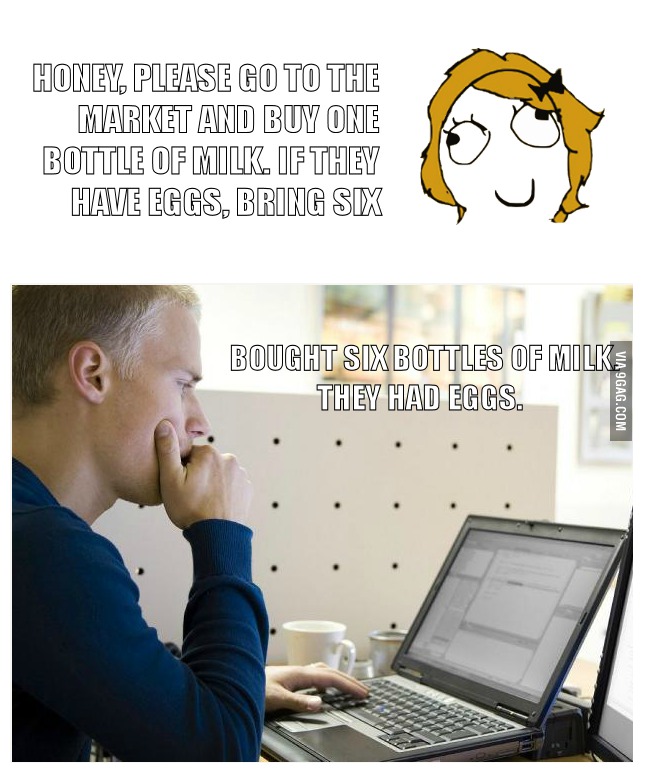 HONEY, PLEASE GO TO THE
MARKET AND BUY ONE
BOTTLE OF MILK. IF THEY
HAVE EGGS, BRING SIX
BOUGHT SIX BOTTLES OF MILK.
THEY HAD EGGS.
VIA 9GAG.COM